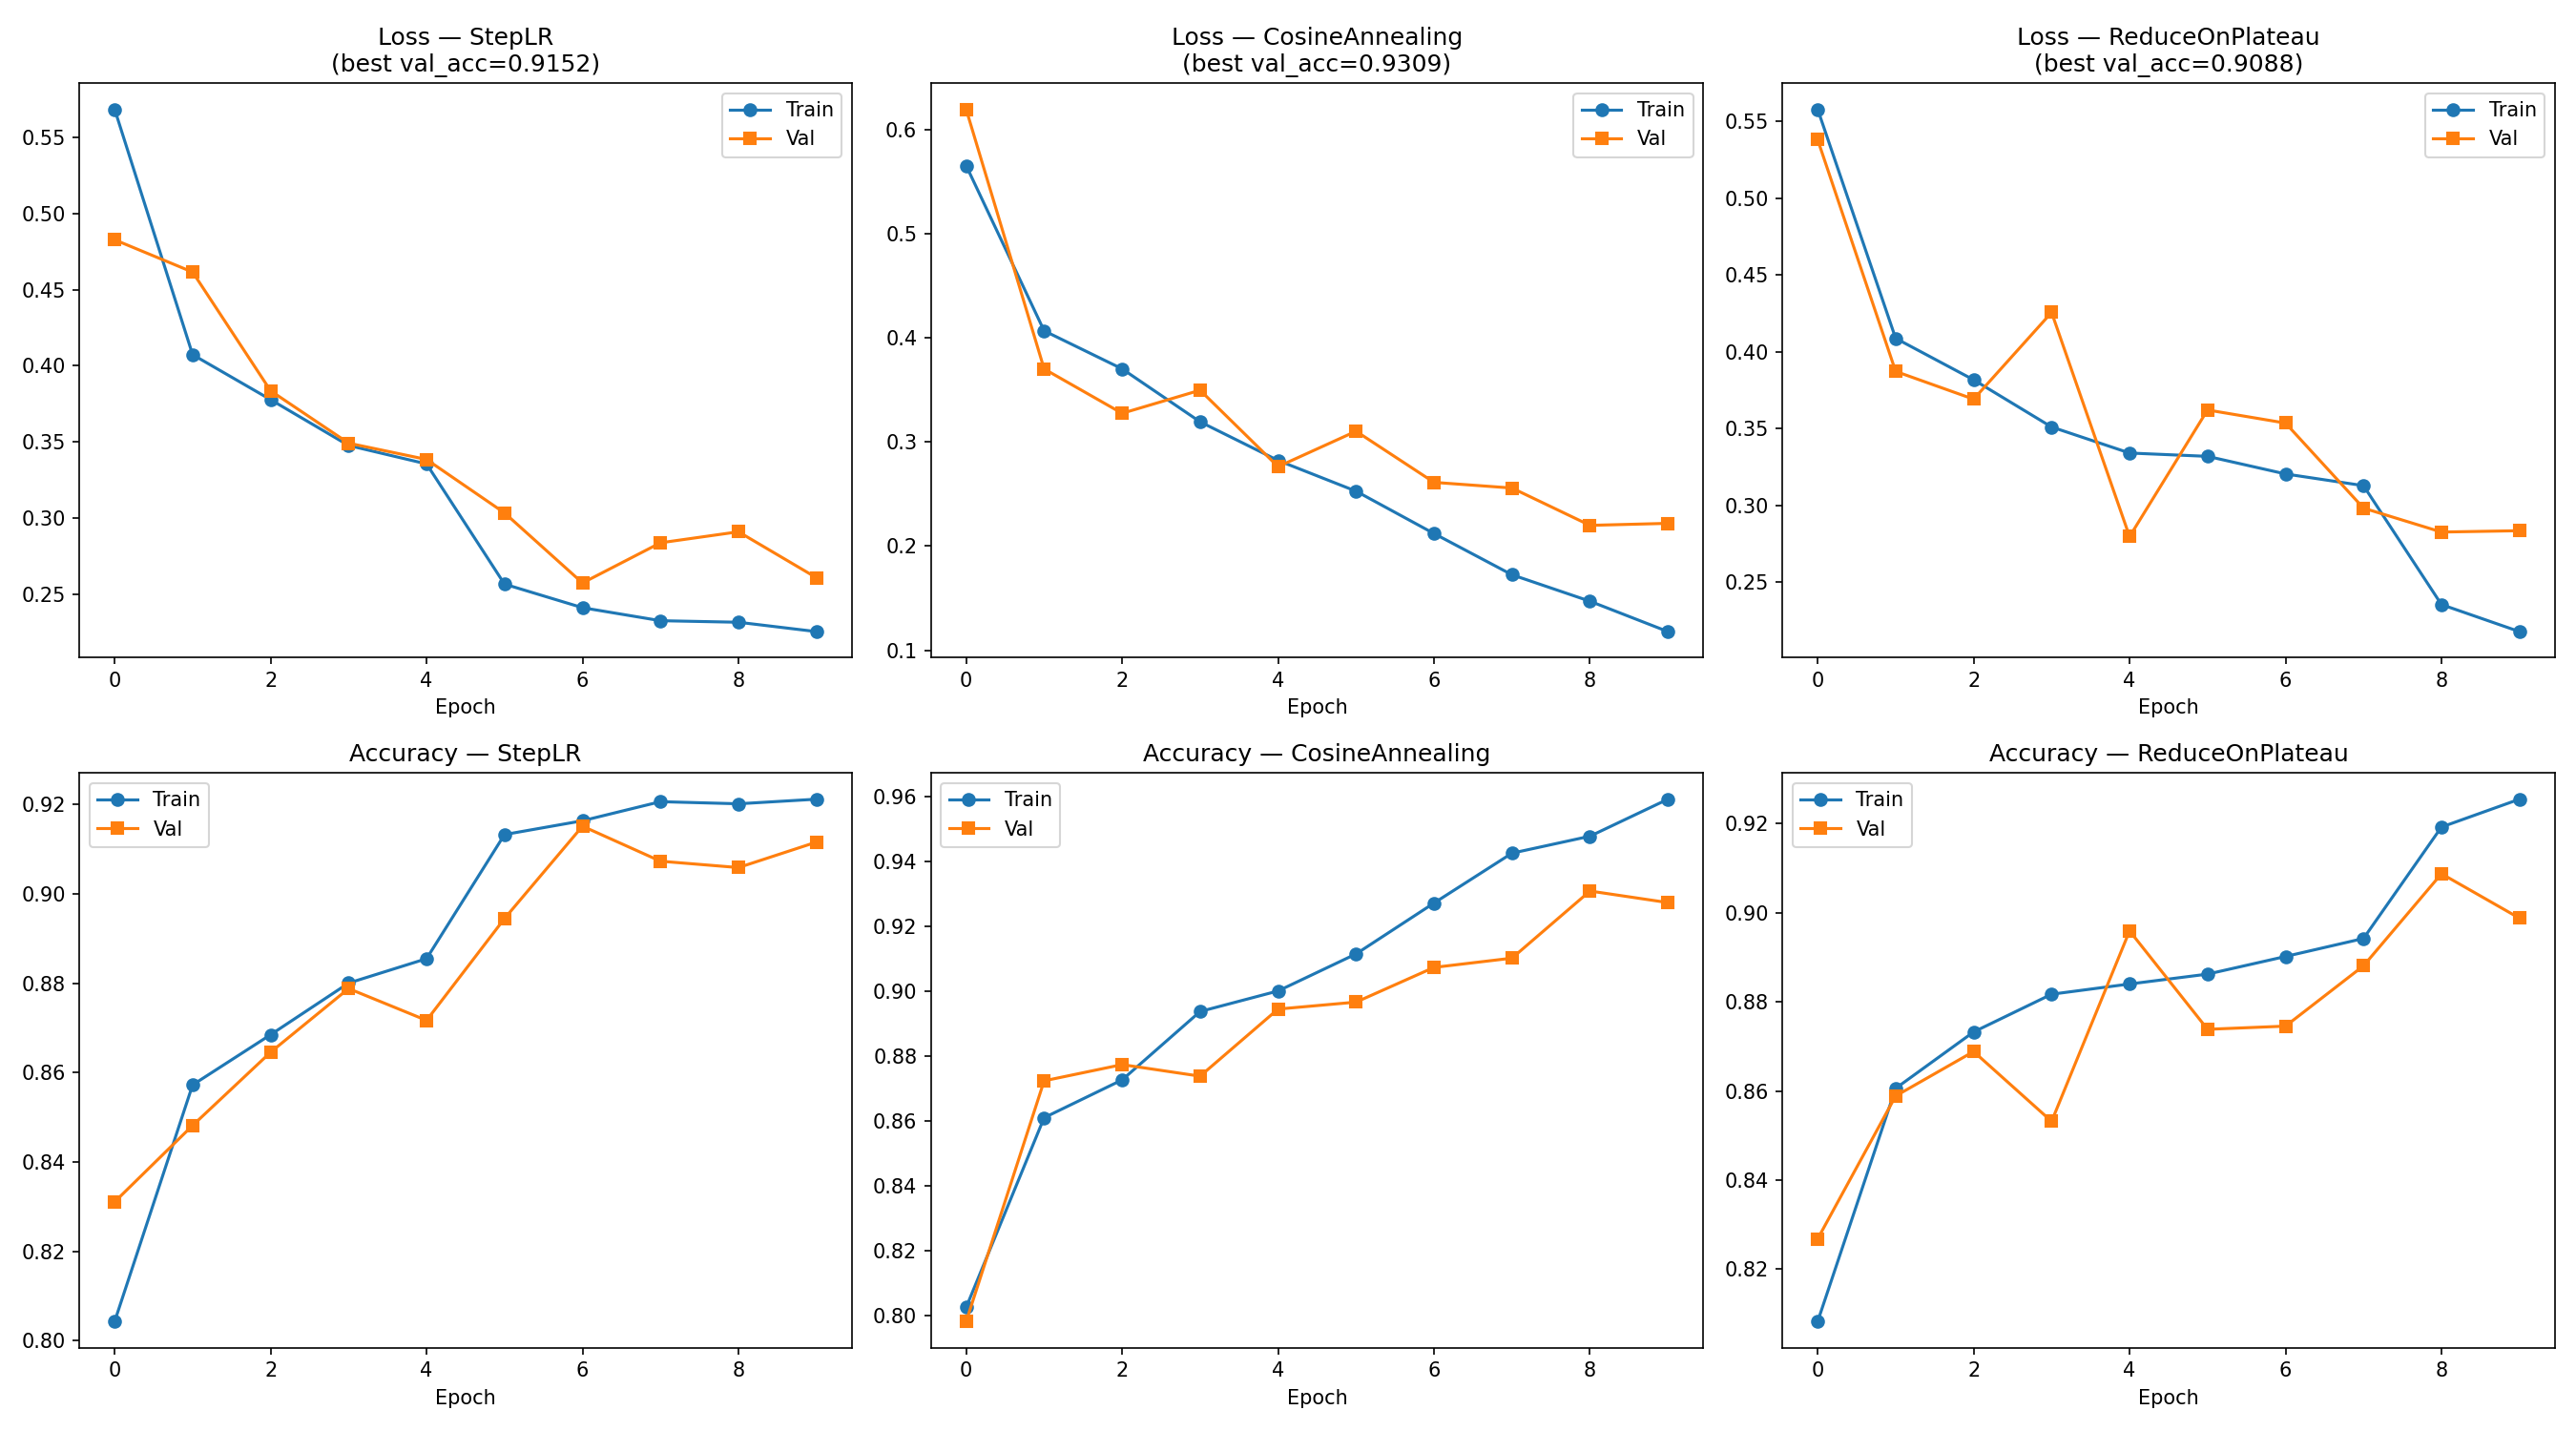 Loss — StepLR
(best val_acc=0.9152)
Train
Val
0.55
0.50
0.45
0.40
0.35
0.30
0.25
0
2
4
6
8
Epoch
Loss — CosineAnnealing
(best val_acc=0.9309)
Train
Val
0.6
0.5
0.4
0.3
0.2
0.1
0
2
4
6
8
Epoch
Loss — ReduceOnPlateau
(best val_acc=0.9088)
Train
Val
0.55
0.50
0.45
0.40
0.35
0.30
0.25
0
2
4
6
8
Epoch
Accuracy — StepLR
Train
Val
0.92
0.90
0.88
0.86
0.84
0.82
0.80
0
2
4
6
8
Epoch
Accuracy — CosineAnnealing
Train
Val
0.96
0.94
0.92
0.90
0.88
0.86
0.84
0.82
0.80
0
2
4
6
8
Epoch
Accuracy — ReduceOnPlateau
Train
Val
0.92
0.90
0.88
0.86
0.84
0.82
0
2
4
6
8
Epoch